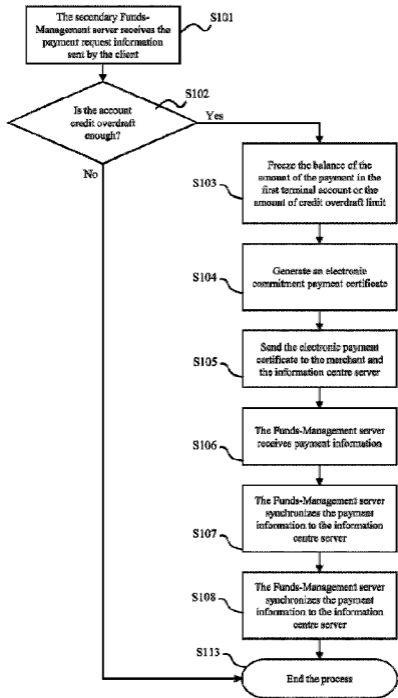 The secondary Funds-
Management server receives the
payment request information
sent by the client
S101
S102
Is the account
credit overdraft
enough?
Yes
No
Freeze the balance of the
amount of the payment in the
first terminal account or the
amount of credit overdraft limit
S103
S104
Generate an electronic
commitment payment certificate
Send the electronic payment
certificate to the merchant and
the information centre server
S105
The Funds-Management server
receives payment information
S106
The Funds-Management server
synchronizes the payment
information to the information
centre server
S107
The Funds-Management server
synchronizes the payment
information to the information
centre server
S108
S113
End the process